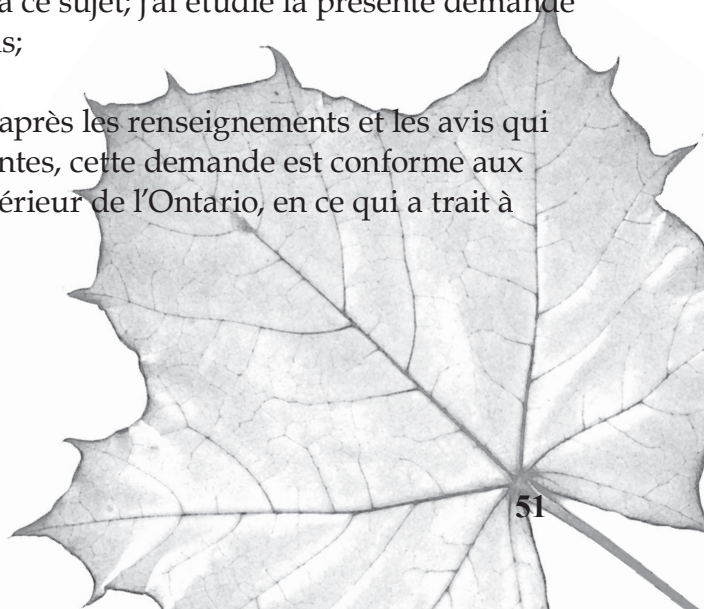 à ce sujet; j'ai étudié la présente demande
s;
après les renseignements et les avis qui
ntes, cette demande est conforme aux
érieur de l'Ontario, en ce qui a trait à
51